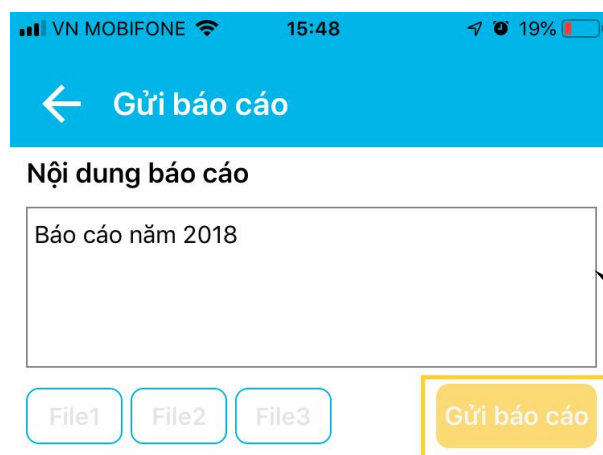 VN MOBIFONE 15:48 19%
Gửi báo cáo
Nội dung báo cáo
Báo cáo năm 2018
File1 File2 File3 Gửi báo cáo